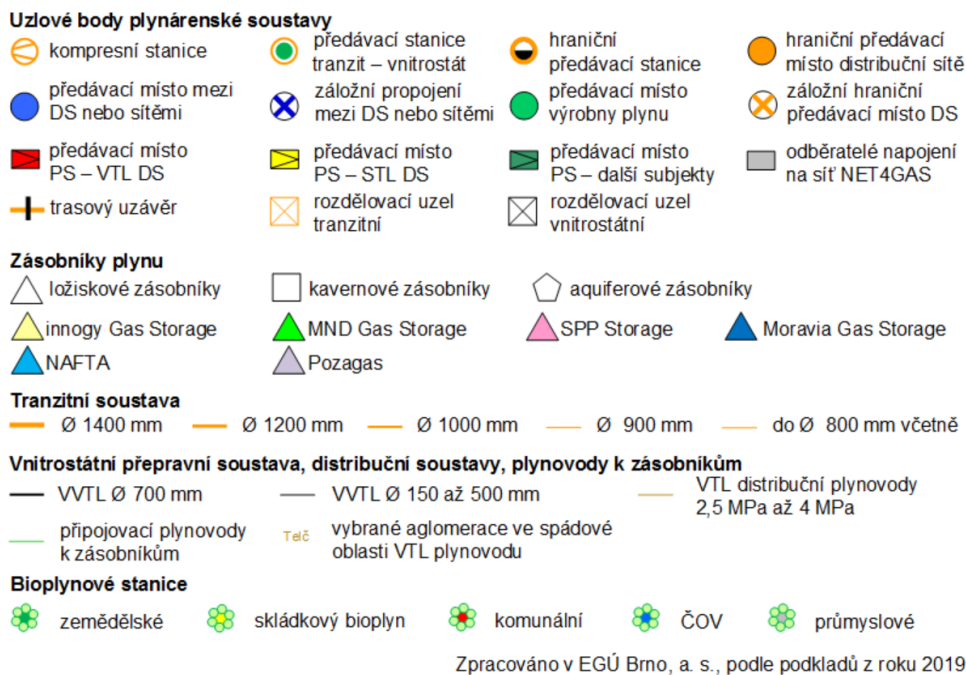 Uzlové body plynárenské soustavy
kompresní stanice
předávací stanice
tranzit – vnitrostát
hraniční
předávací stanice
hraniční předávací
místo distribuční sítě
předávací místo mezi
DS nebo sítěmi
záložní propojení
mezi DS nebo sítěmi
předávací místo
výrobny plynu
záložní hraniční
předávací místo DS
předávací místo
PS – VTL DS
předávací místo
PS – STL DS
předávací místo
PS – další subjekty
odběratelé napojení
na síť NET4GAS
trasový uzávěr
rozdělovací uzel
tranzitní
rozdělovací uzel
vnitrostátní
Zásobníky plynu
ložiskové zásobníky
kavernové zásobníky
aquiferové zásobníky
innogy Gas Storage
MND Gas Storage
SPP Storage
Moravia Gas Storage
NAFTA
Pozagas
Tranzitní soustava
Ø 1400 mm
Ø 1200 mm
Ø 1000 mm
Ø 900 mm
do Ø 800 mm včetně
Vnitrostátní přepravní soustava, distribuční soustavy, plynovody k zásobníkům
VVTL Ø 700 mm
VVTL Ø 150 až 500 mm
VTL distribuční plynovody
2,5 MPa až 4 MPa
připojovací plynovody
k zásobníkům
Telč
vybrané aglomerace ve spádové
oblasti VTL plynovodu
Bioplynové stanice
zemědělské
skládkový bioplyn
komunální
ČOV
průmyslové
Zpracováno v EGÚ Brno, a. s., podle podkladů z roku 2019